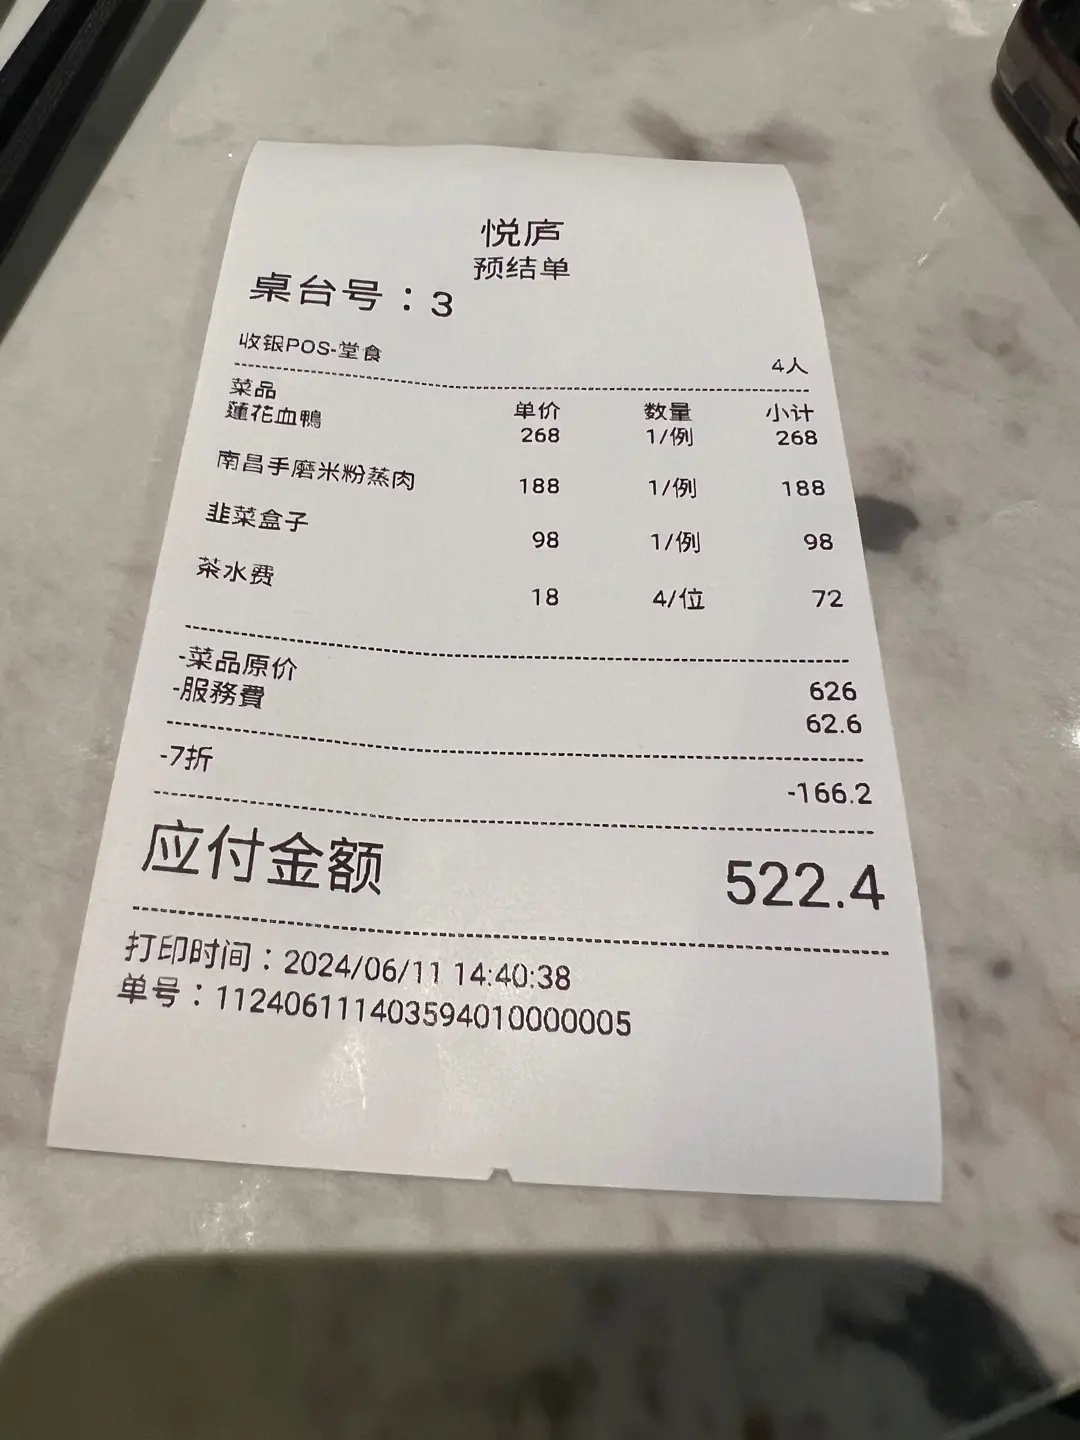 悦庐
预结单
桌台号：3
收银POS-堂食 4人
菜品 单价 数量 小计
蓮花血鴨 268 1/例 268
南昌手磨米粉蒸肉 188 1/例 188
韭菜盒子 98 1/例 98
茶水费 18 4/位 72
-菜品原价 626
-服務費 62.6
-7折 -166.2
应付金额 522.4
打印时间：2024/06/11 14:40:38
单号：112406111403594010000005